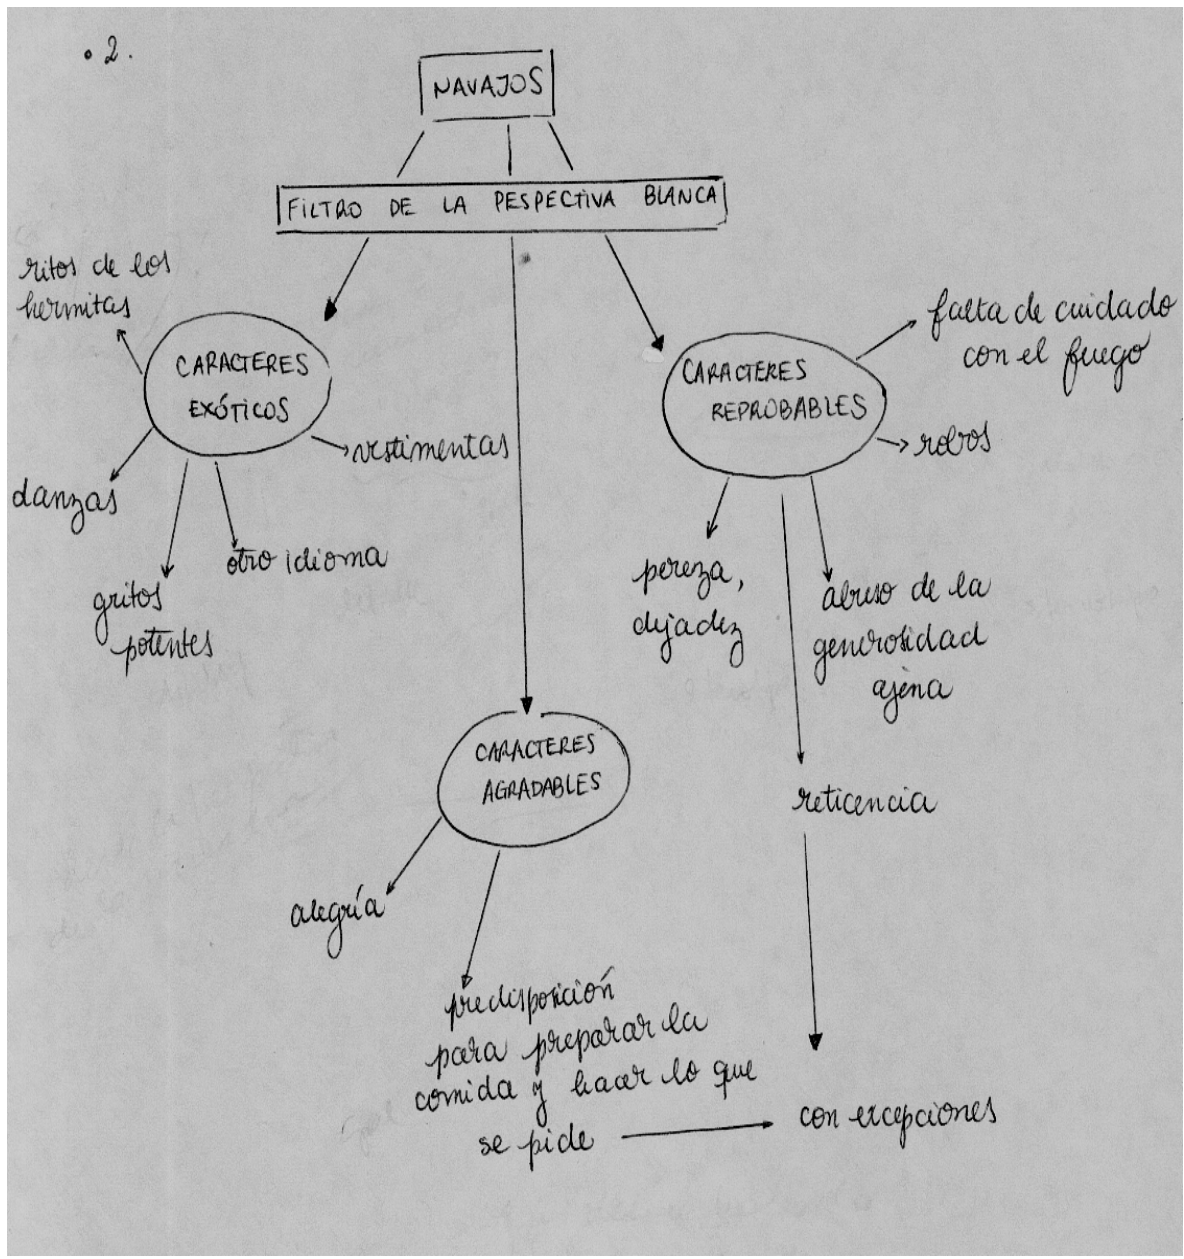 • 2.
NAVAJOS
FILTRO DE LA PESPECTIVA BLANCA
ritos de los
hermitas
CARACTERES
EXÓTICOS
vestimentas
danzas
gritos
potentes
otro idioma
CARACTERES
REPROBABLES
falta de cuidado
con el fuego
robos
pereza,
dejadez
abuso de la
generosidad
ajena
reticencia
CARACTERES
AGRADABLES
alegría
predisposición
para preparar la
comida y hacer lo que
se pide
con excepciones